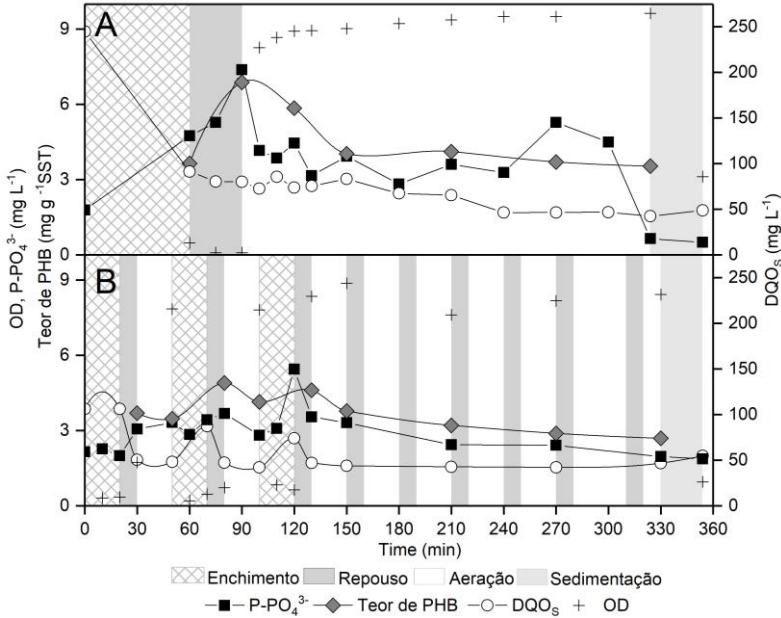 A
9
6
3
0
250
200
150
100
50
0
B
9
6
3
0
250
200
150
100
50
0
OD, P-PO₄³⁻ (mg L⁻¹)
Teor de PHB (mg g⁻¹SST)
DQOₛ (mg L⁻¹)
0 30 60 90 120 150 180 210 240 270 300 330 360
Time (min)
Enchimento Repouso Aeração Sedimentação
P-PO₄³⁻ Teor de PHB DQOₛ OD